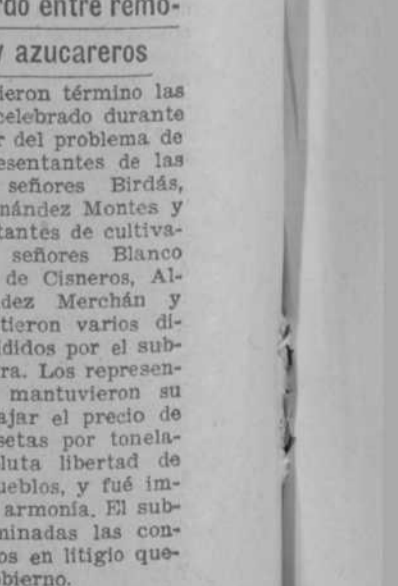 rdo entre remo-
y azucareros
ieron término las
celebrado durante
r del problema de
esentantes de las
señores Birdás,
nández Montes y
tantes de cultiva-
señores Blanco
de Cisneros, Al-
dez Merchán y
tieron varios di-
didos por el sub-
ra. Los represen-
mantuvieron su
ajar el precio de
setas por tonela-
luta libertad de
ueblos, y fué im-
armonía. El sub-
minadas las con-
os en litigio que-
bierno.